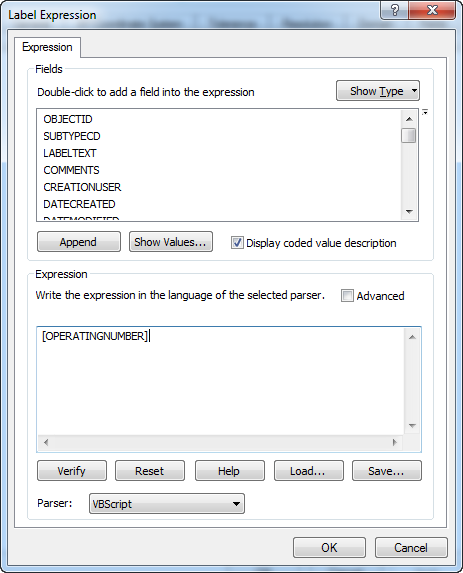 Label Expression
Expression
Fields
Double-click to add a field into the expression
Show Type
OBJECTID
SUBTYPECD
LABELTEXT
COMMENTS
CREATIONUSER
DATECREATED
DATEMODIFIED
Append Show Values... Display coded value description
Expression
Write the expression in the language of the selected parser. Advanced
[OPERATINGNUMBER]
Verify Reset Help Load... Save...
Parser: VBScript
OK Cancel